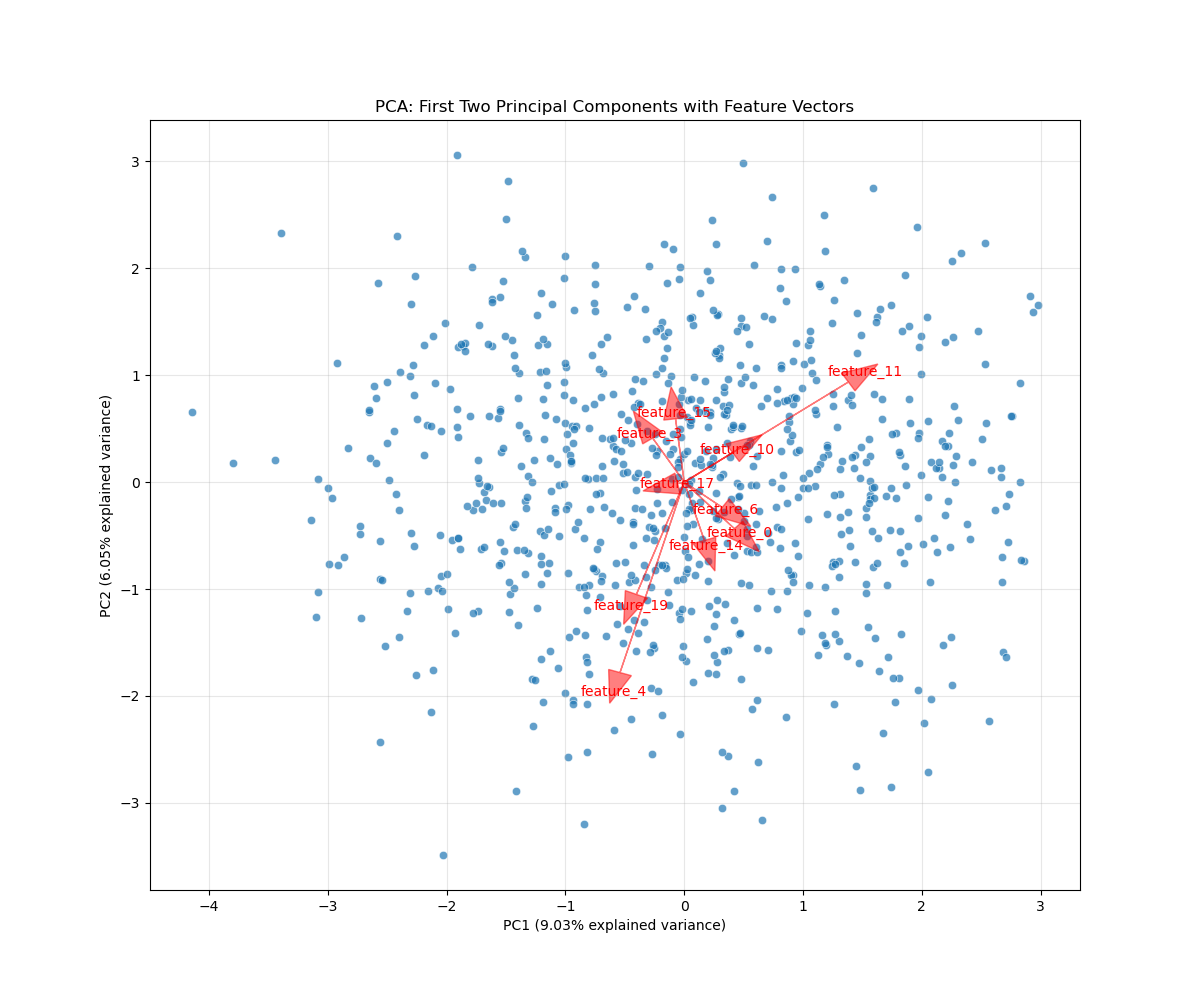 PCA: First Two Principal Components with Feature Vectors
3
2
1
0
−1
−2
−3
PC2 (6.05% explained variance)
feature_11
feature_15
feature_3
feature_10
feature_17
feature_6
feature_0
feature_14
feature_19
feature_4
−4 −3 −2 −1 0 1 2 3
PC1 (9.03% explained variance)